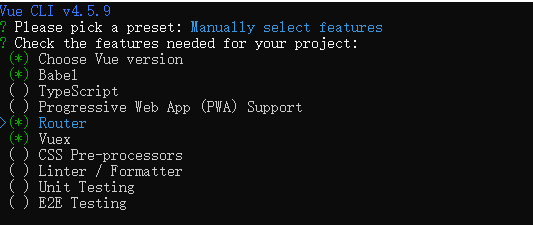 Vue CLI v4.5.9
? Please pick a preset: Manually select features
? Check the features needed for your project:
(*) Choose Vue version
(*) Babel
( ) TypeScript
( ) Progressive Web App (PWA) Support
>(*) Router
(*) Vuex
( ) CSS Pre-processors
( ) Linter / Formatter
( ) Unit Testing
( ) E2E Testing